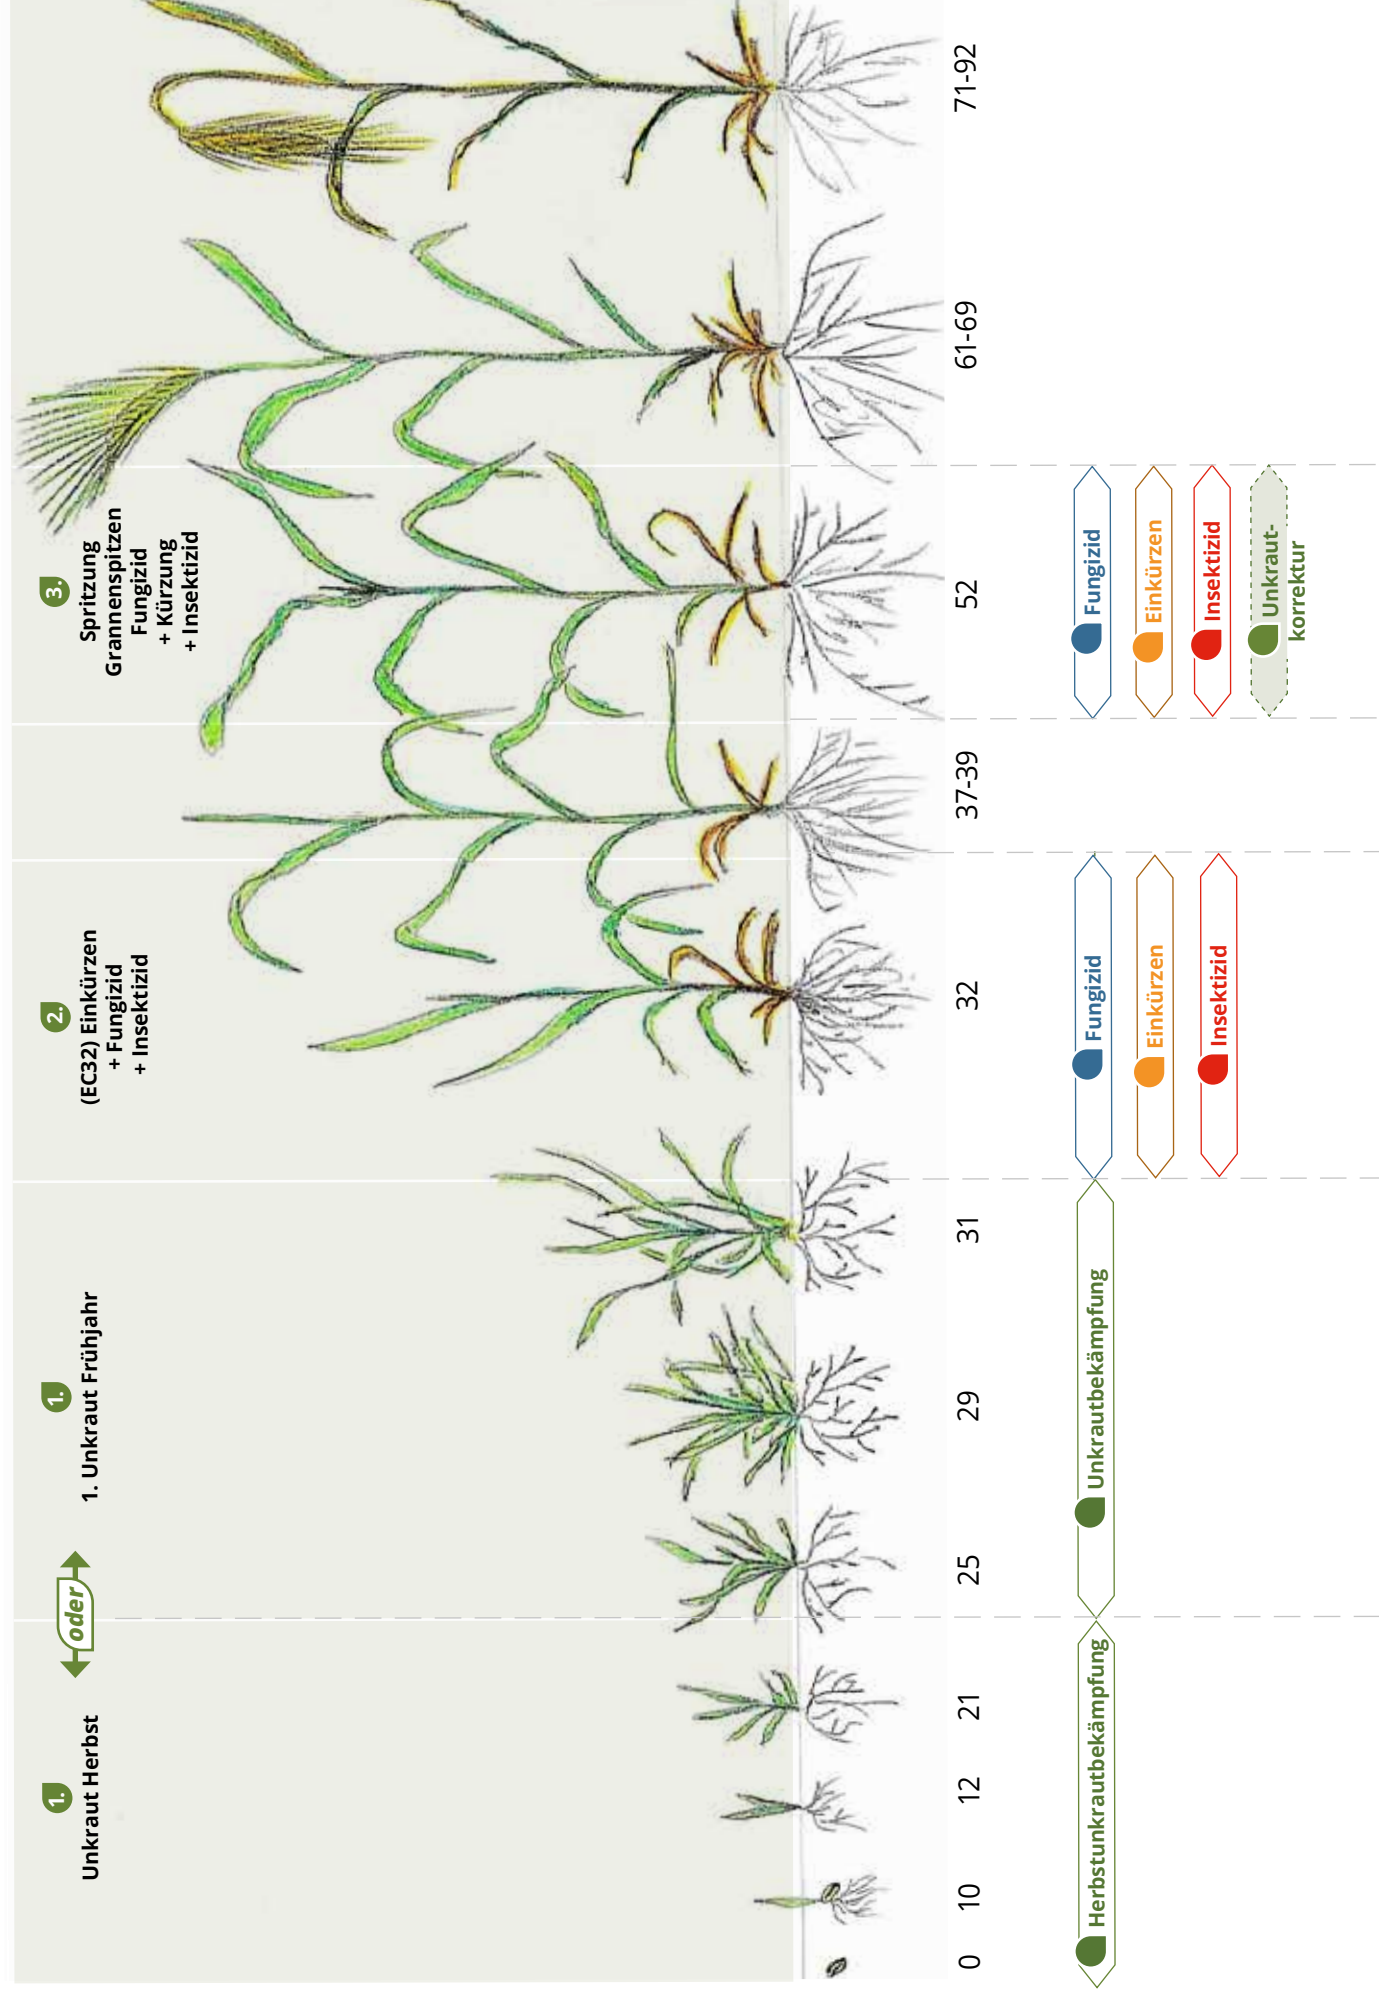 1.
Unkraut Herbst
oder
1.
1. Unkraut Frühjahr
2.
(EC32) Einkürzen
+ Fungizid
+ Insektizid
3.
Spritzung
Grannenspitzen
Fungizid
+ Kürzung
+ Insektizid
0 10 12 21 25 29 31 32 37-39 52 61-69 71-92
Herbstunkrautbekämpfung
Unkrautbekämpfung
Fungizid
Einkürzen
Insektizid
Fungizid
Einkürzen
Insektizid
Unkraut-
korrektur